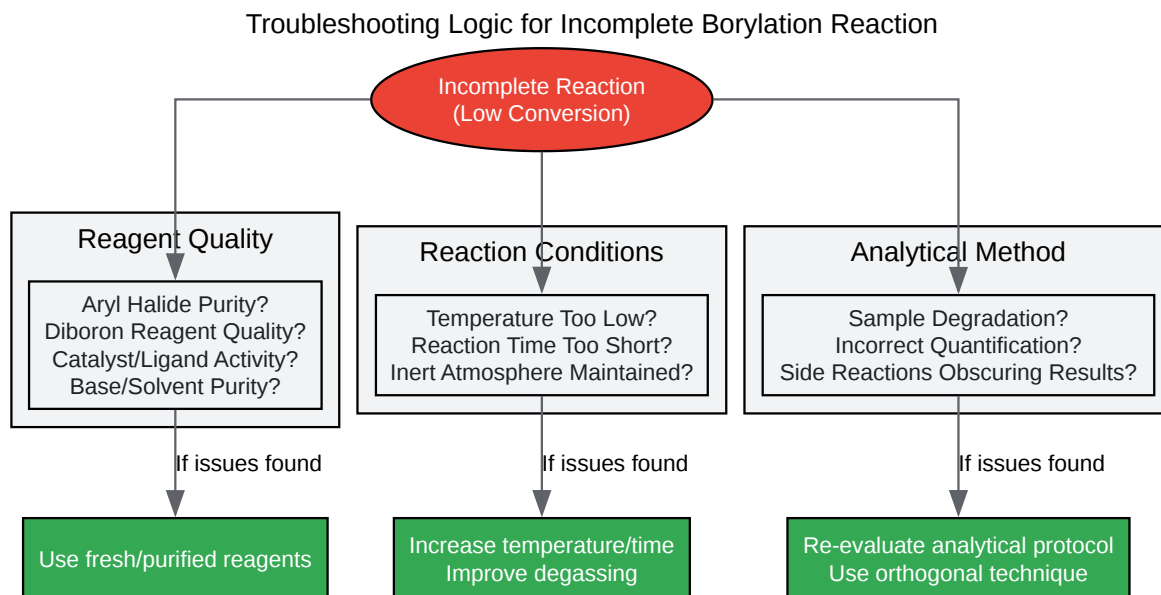 Troubleshooting Logic for Incomplete Borylation Reaction
Incomplete Reaction
(Low Conversion)
Reagent Quality
Aryl Halide Purity?
Diboron Reagent Quality?
Catalyst/Ligand Activity?
Base/Solvent Purity?
If issues found
Use fresh/purified reagents
Reaction Conditions
Temperature Too Low?
Reaction Time Too Short?
Inert Atmosphere Maintained?
If issues found
Increase temperature/time
Improve degassing
Analytical Method
Sample Degradation?
Incorrect Quantification?
Side Reactions Obscuring Results?
If issues found
Re-evaluate analytical protocol
Use orthogonal technique